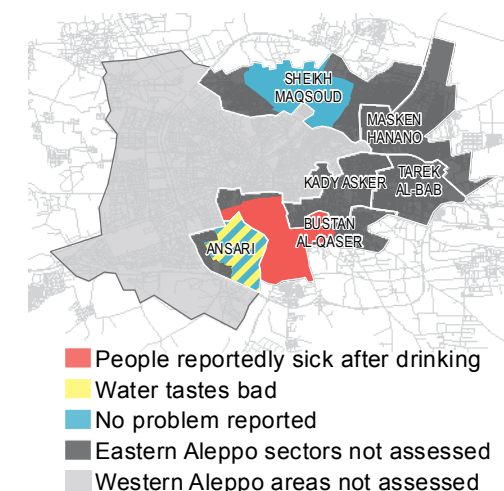 SHEIKH
MAQSOUD
MASKEN
HANANO
TAREK
AL-BAB
KADY ASKER
BUSTAN
AL-QASER
ANSARI
People reportedly sick after drinking
Water tastes bad
No problem reported
Eastern Aleppo sectors not assessed
Western Aleppo areas not assessed